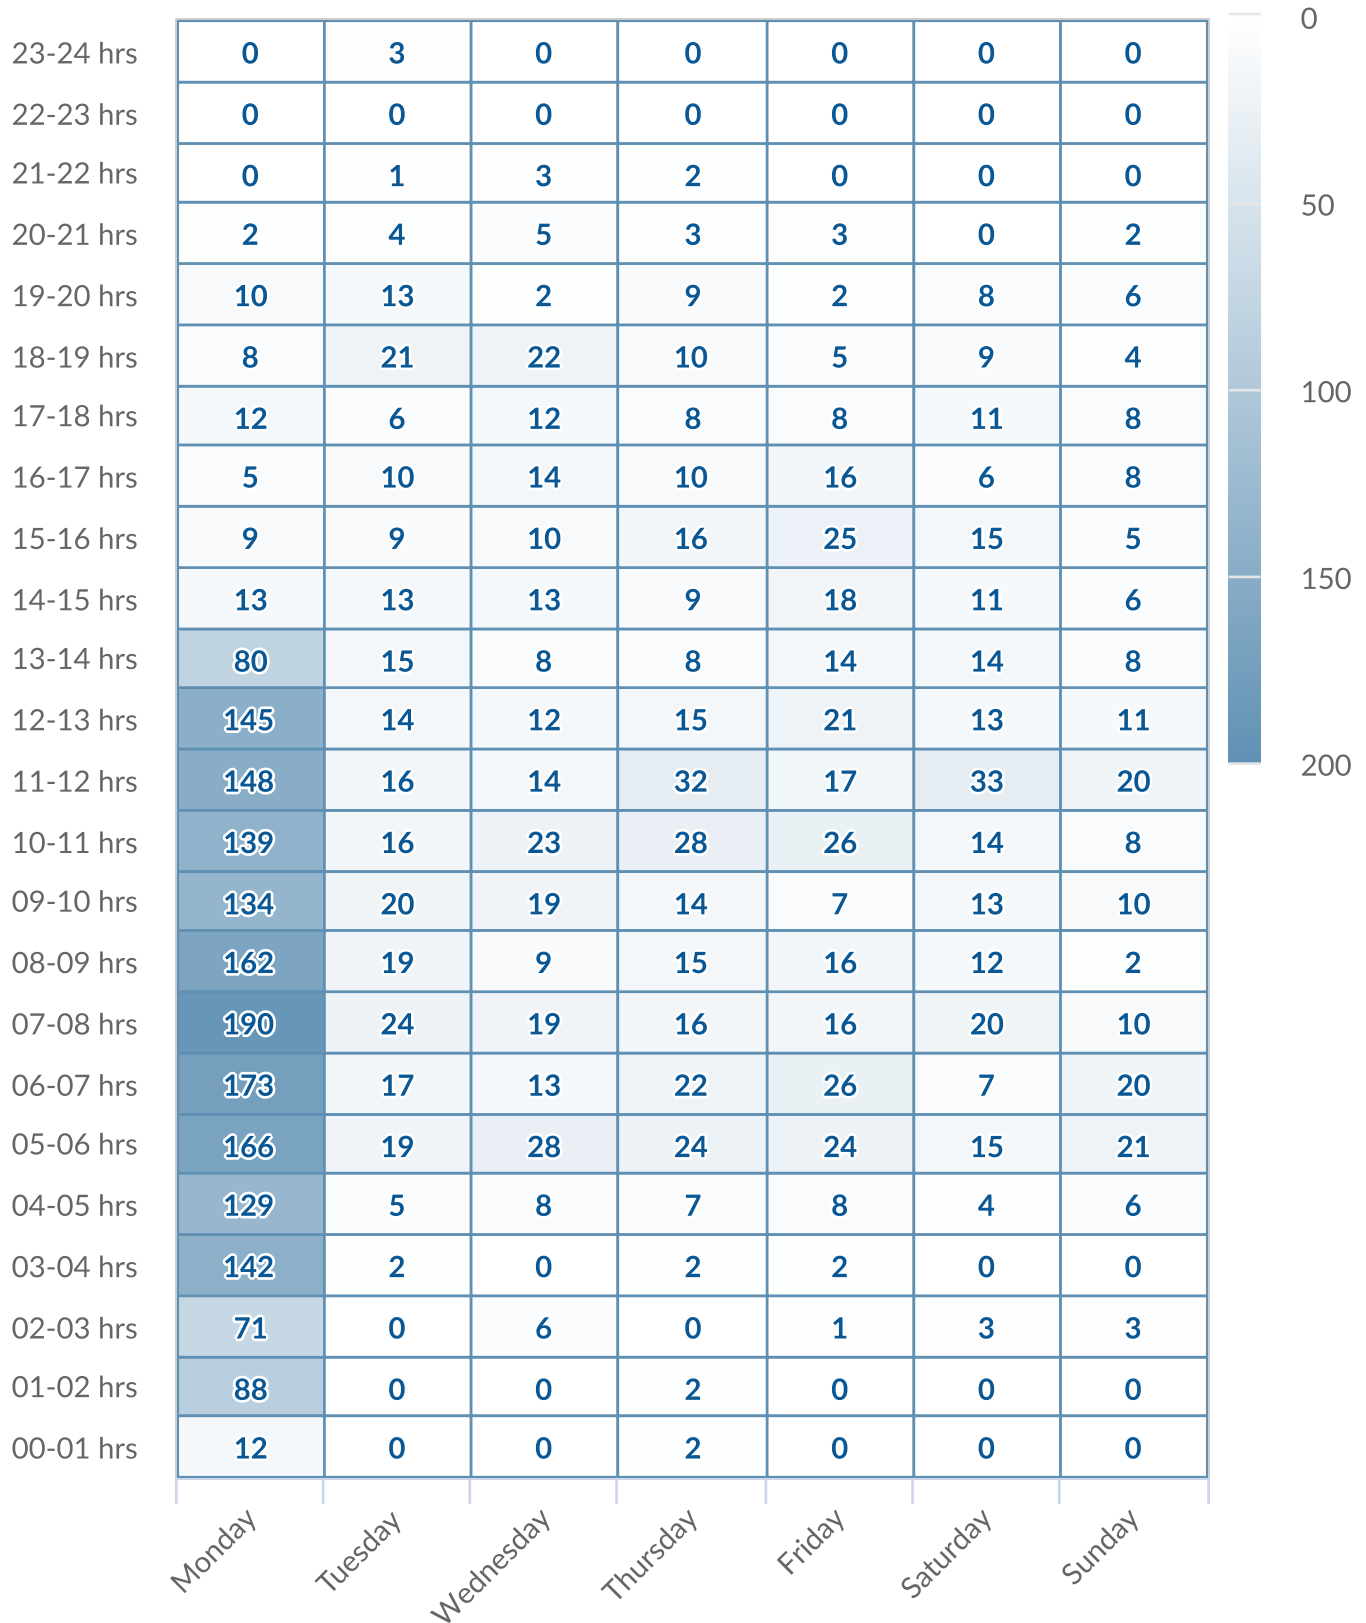 23-24 hrs 0 3 0 0 0 0 0
22-23 hrs 0 0 0 0 0 0 0
21-22 hrs 0 1 3 2 0 0 0
20-21 hrs 2 4 5 3 3 0 2
19-20 hrs 10 13 2 9 2 8 6
18-19 hrs 8 21 22 10 5 9 4
17-18 hrs 12 6 12 8 8 11 8
16-17 hrs 5 10 14 10 16 6 8
15-16 hrs 9 9 10 16 25 15 5
14-15 hrs 13 13 13 9 18 11 6
13-14 hrs 80 15 8 8 14 14 8
12-13 hrs 145 14 12 15 21 13 11
11-12 hrs 148 16 14 32 17 33 20
10-11 hrs 139 16 23 28 26 14 8
09-10 hrs 134 20 19 14 7 13 10
08-09 hrs 162 19 9 15 16 12 2
07-08 hrs 190 24 19 16 16 20 10
06-07 hrs 173 17 13 22 26 7 20
05-06 hrs 166 19 28 24 24 15 21
04-05 hrs 129 5 8 7 8 4 6
03-04 hrs 142 2 0 2 2 0 0
02-03 hrs 71 0 6 0 1 3 3
01-02 hrs 88 0 0 2 0 0 0
00-01 hrs 12 0 0 2 0 0 0
Monday Tuesday Wednesday Thursday Friday Saturday Sunday
0
50
100
150
200